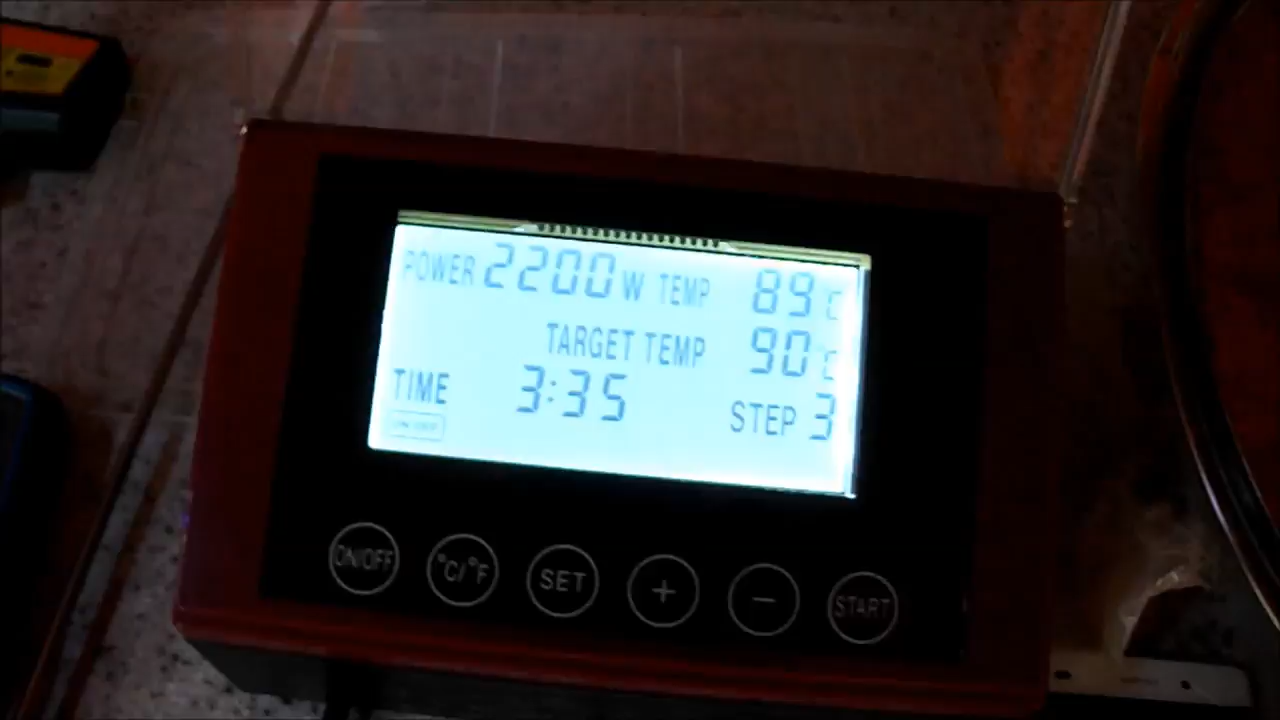 POWER 2200 W TEMP 89 C
TARGET TEMP 90 C
TIME 3:35 STEP 3
ON/OFF °C/°F SET + − START